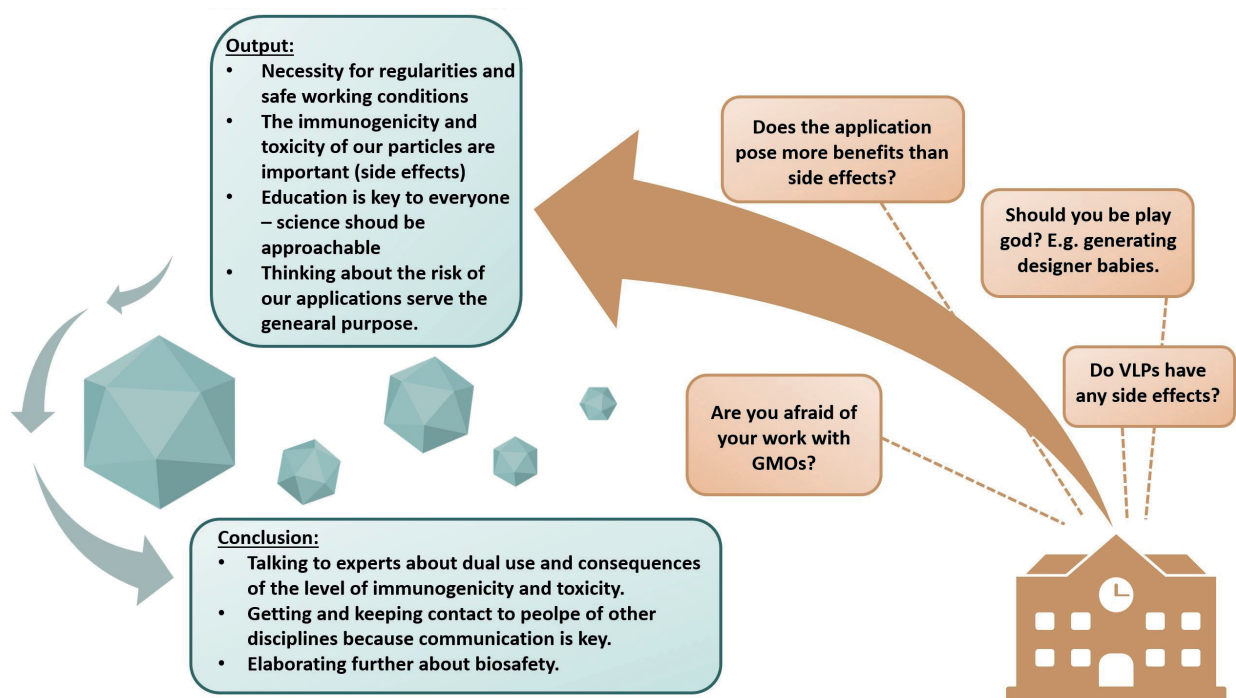 Output:
• Necessity for regularities and
safe working conditions
• The immunogenicity and
toxicity of our particles are
important (side effects)
• Education is key to everyone
– science shoud be
approachable
• Thinking about the risk of
our applications serve the
genearal purpose.
Does the application
pose more benefits than
side effects?
Should you be play
god? E.g. generating
designer babies.
Do VLPs have
any side effects?
Are you afraid of
your work with
GMOs?
Conclusion:
• Talking to experts about dual use and consequences
of the level of immunogenicity and toxicity.
• Getting and keeping contact to peolpe of other
disciplines because communication is key.
• Elaborating further about biosafety.